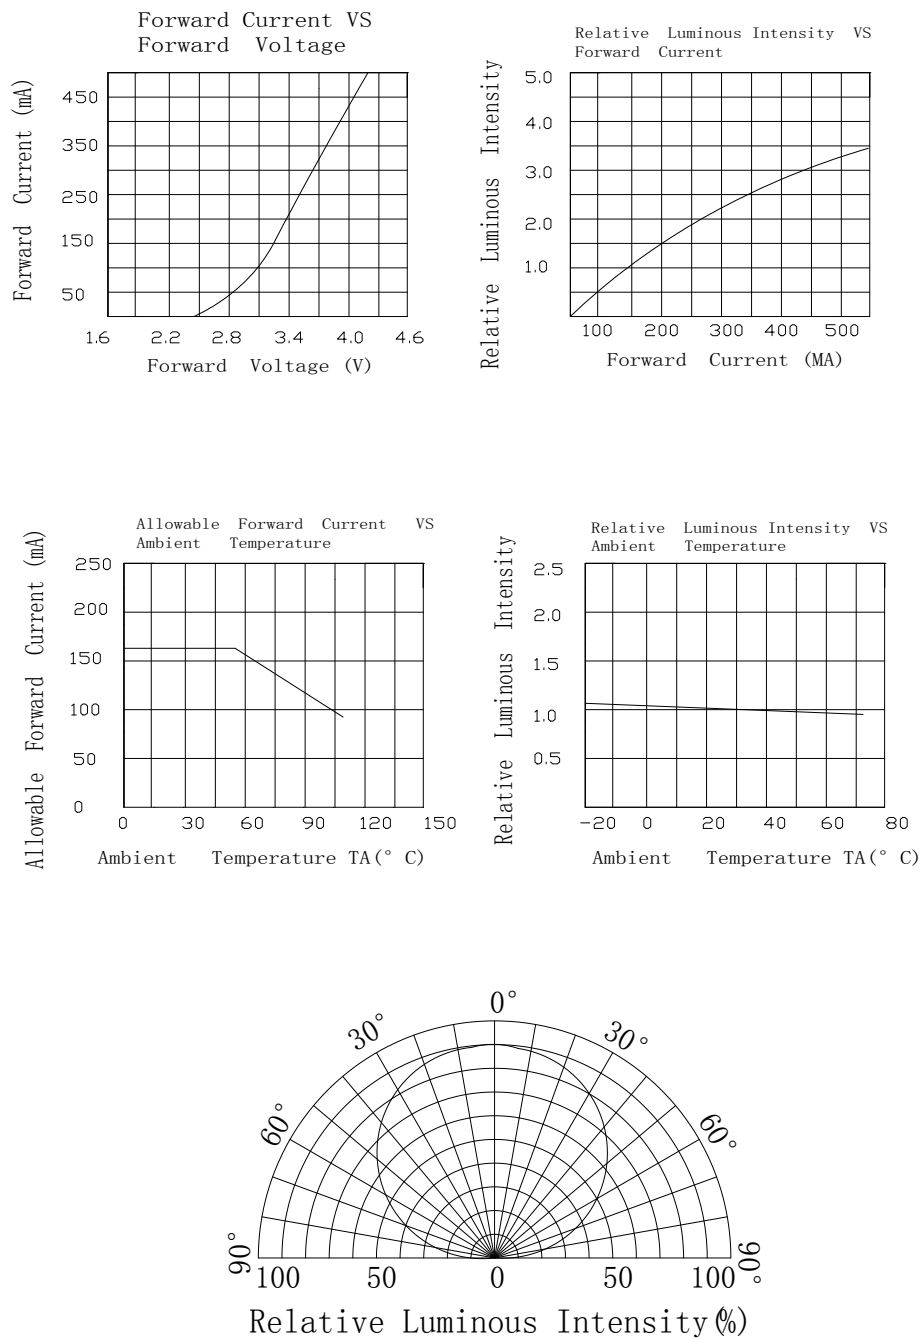 Forward Current VS
Forward Voltage
Forward Current (mA)
450
350
250
150
50
1.6 2.2 2.8 3.4 4.0 4.6
Forward Voltage (V)
Relative Luminous Intensity VS
Forward Current
Relative Luminous Intensity
5.0
4.0
3.0
2.0
1.0
100 200 300 400 500
Forward Current (MA)
Allowable Forward Current VS
Ambient Temperature
Allowable Forward Current (mA)
250
200
150
100
50
0
0 30 60 90 120 150
Ambient Temperature TA(° C)
Relative Luminous Intensity VS
Ambient Temperature
Relative Luminous Intensity
2.5
2.0
1.5
1.0
0.5
-20 0 20 40 60 80
Ambient Temperature TA(° C)
0°
30° 30°
60° 60°
90° 90°
100 50 0 50 100
Relative Luminous Intensity(%)